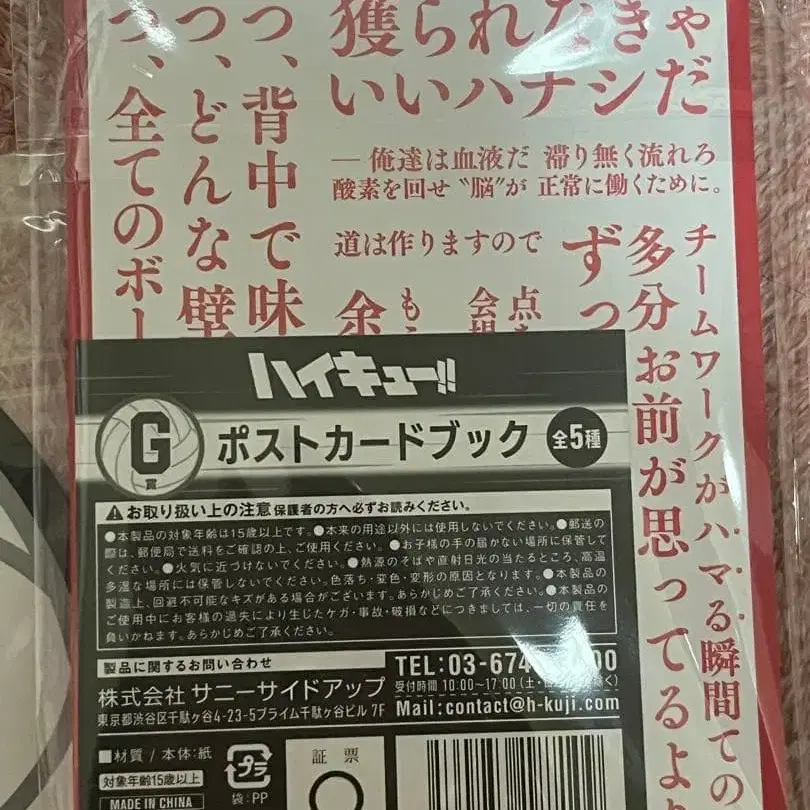 獲られなきゃ
いいハナシだ
― 俺達は血液だ 滞り無く流れろ
酸素を回せ〝脳〟が 正常に働くために。
道は作りますので
チームワークがハマる瞬間ての
多分お前が思ってるよ
ずっ
点
会
も
余
つ、背中で味
つ、どんな壁
つ、全てのボー
ハイキュー!!
G賞
ポストカードブック
全5種
お取り扱い上の注意 保護者の方へ必ずお読みください。
●本製品の対象年齢は15歳以上です。●本来の用途以外には使用しないでください。●郵送の
際は、郵便局で送料をご確認の上、ご使用ください。●お子様の手の届かない場所に保管して
ください。●火気に近づけないでください。●熱源のそばや直射日光の当たるところ、高温
多湿な場所には保管しないでください。色落ち・変色・変形の原因となります。●本製品の
製造上、回避不可能なキズがある場合がございます。あらかじめご了承ください。●本製品の
ご使用中にお客様の過失により生じたケガ・事故・破損などにつきましては、一切の責任を
負いかねます。あらかじめご了承ください。
製品に関するお問い合わせ
株式会社 サニーサイドアップ
東京都渋谷区千駄ヶ谷4-23-5プライム千駄ヶ谷ビル 7F
TEL:03-674
00
受付時間 10:00〜17:00 (土・
く)
Mail:contact@h-kuji.com
■材質 / 本体:紙
対象年齢15歳以上
MADE IN CHINA
プラ
袋:PP
証票